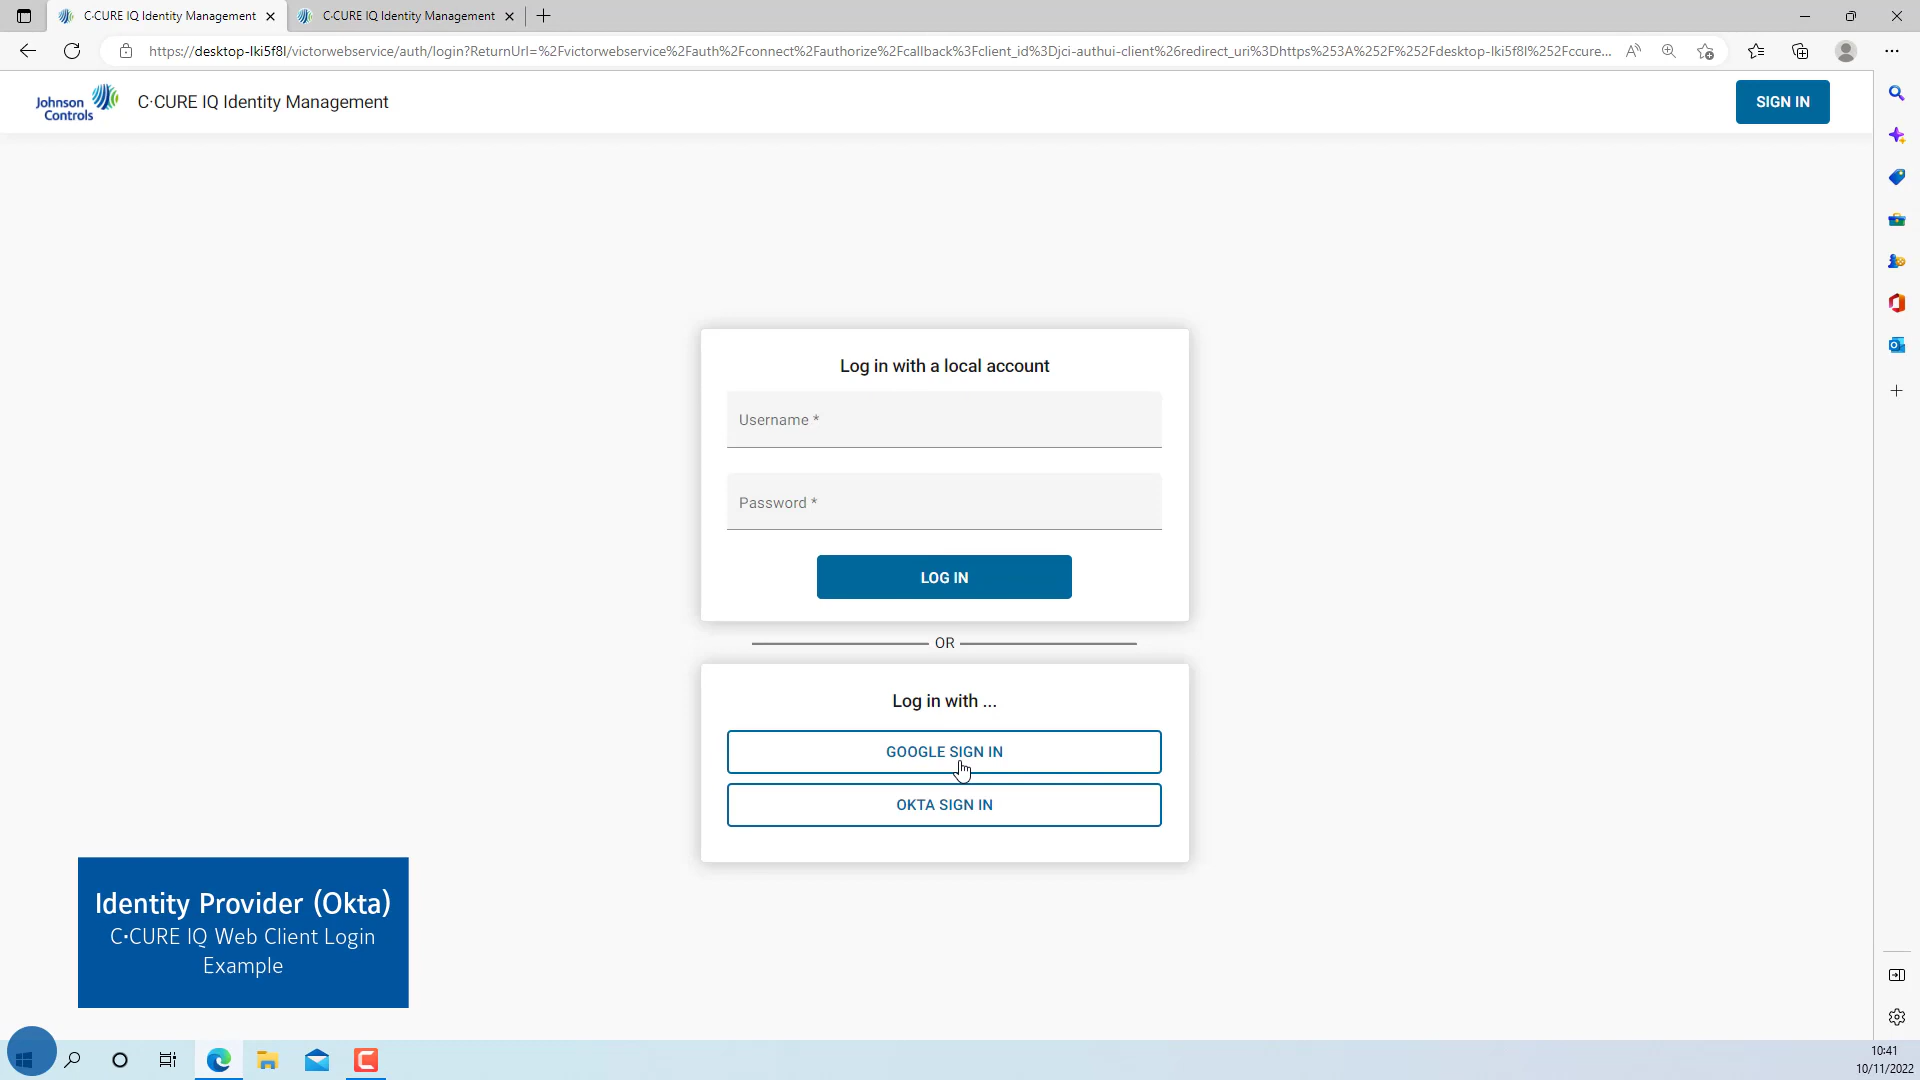 C·CURE IQ Identity Management
C·CURE IQ Identity Management
https://desktop-lki5f8l/victorwebservice/auth/login?ReturnUrl=%2Fvictorwebservice%2Fauth%2Fconnect%2Fauthorize%2Fcallback%3Fclient_id%3Djci-authui-client%26redirect_uri%3Dhttps%253A%252F%252Fdesktop-lki5f8l%252Fccure...
Johnson
Controls
C·CURE IQ Identity Management
SIGN IN
Log in with a local account
Username *
Password *
LOG IN
OR
Log in with ...
GOOGLE SIGN IN
OKTA SIGN IN
Identity Provider (Okta)
C·CURE IQ Web Client Login
Example
10:41
10/11/2022